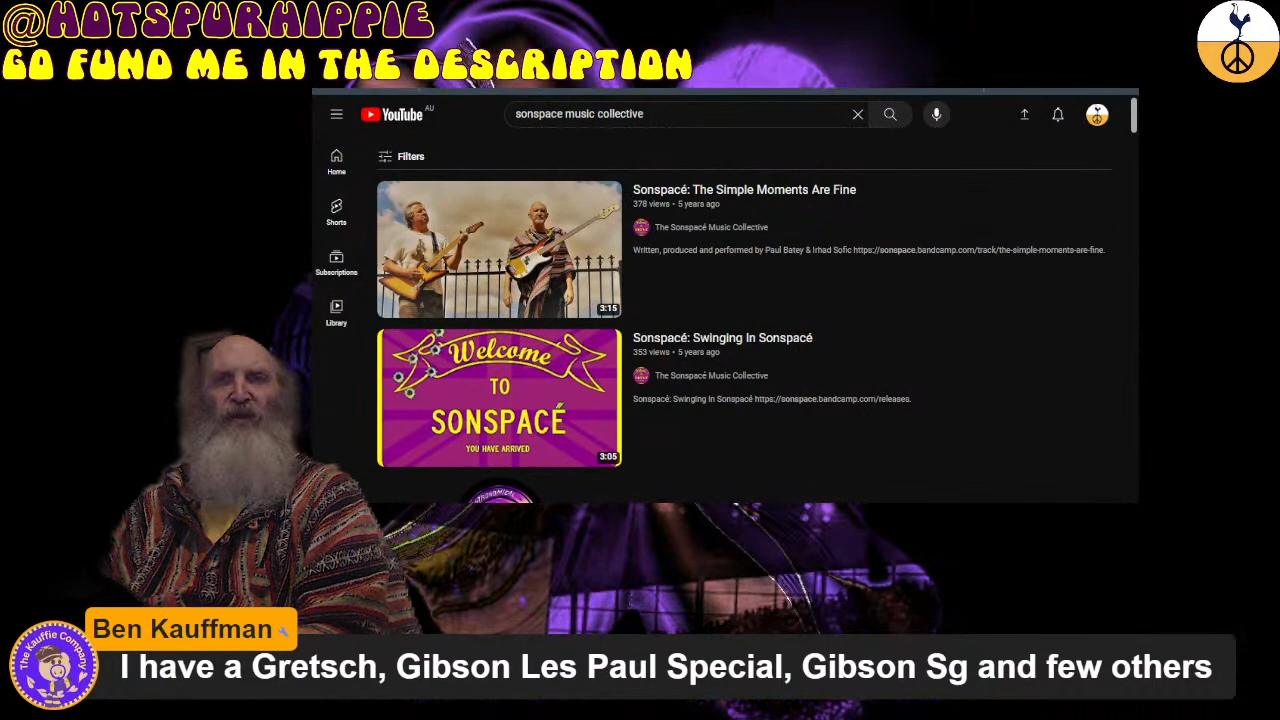 @HOTSPURHIPPIE
GO FUND ME IN THE DESCRIPTION
YouTube AU
sonspace music collective
Home
Shorts
Subscriptions
Library
Filters
3:15
Sonspacé: The Simple Moments Are Fine
378 views • 5 years ago
The Sonspacé Music Collective
Written, produced and performed by Paul Batey & Irhad Sofic https://sonspace.bandcamp.com/track/the-simple-moments-are-fine.
Welcome
TO
SONSPACÉ
YOU HAVE ARRIVED
3:05
Sonspacé: Swinging In Sonspacé
353 views • 5 years ago
The Sonspacé Music Collective
Sonspacé: Swinging In Sonspacé https://sonspace.bandcamp.com/releases.
Ben Kauffman
The Kauffie Company
I have a Gretsch, Gibson Les Paul Special, Gibson Sg and few others